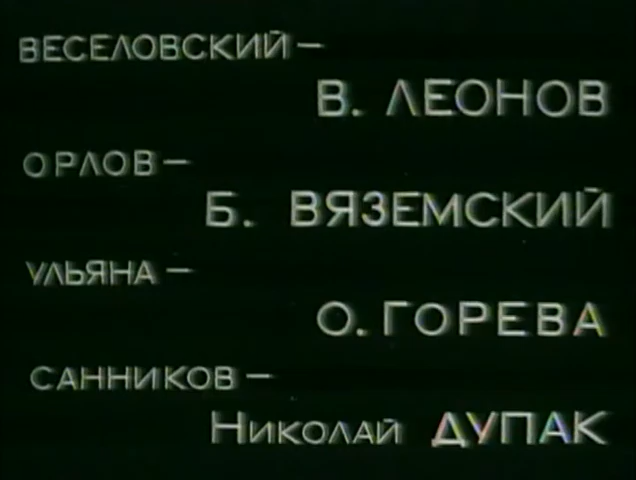 ВЕСЕЛОВСКИЙ —
В. ЛЕОНОВ
ОРЛОВ —
Б. ВЯЗЕМСКИЙ
УЛЬЯНА —
О. ГОРЕВА
САННИКОВ —
Николай ДУПАК